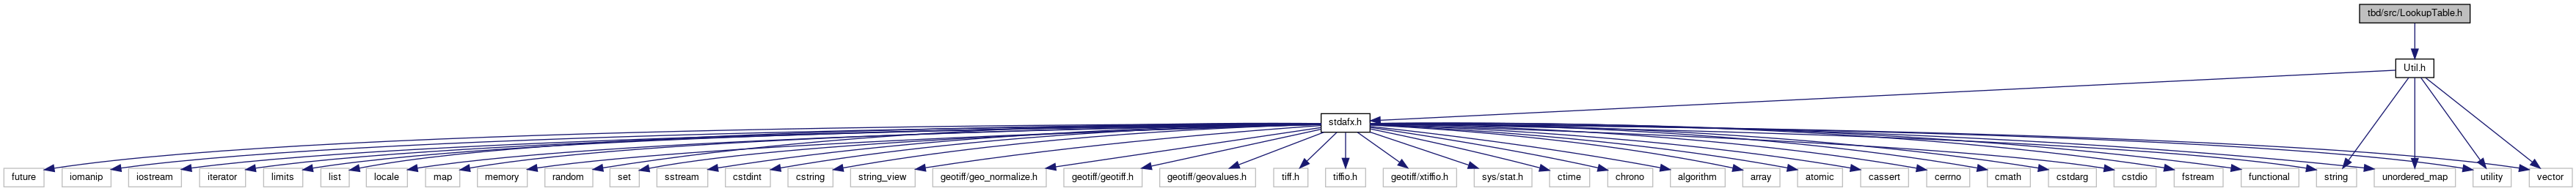 tbd/src/LookupTable.h
Util.h
stdafx.h
future
iomanip
iostream
iterator
limits
list
locale
map
memory
random
set
sstream
cstdint
cstring
string_view
geotiff/geo_normalize.h
geotiff/geotiff.h
geotiff/geovalues.h
tiff.h
tiffio.h
geotiff/xtiffio.h
sys/stat.h
ctime
chrono
algorithm
array
atomic
cassert
cerrno
cmath
cstdarg
cstdio
fstream
functional
string
unordered_map
utility
vector